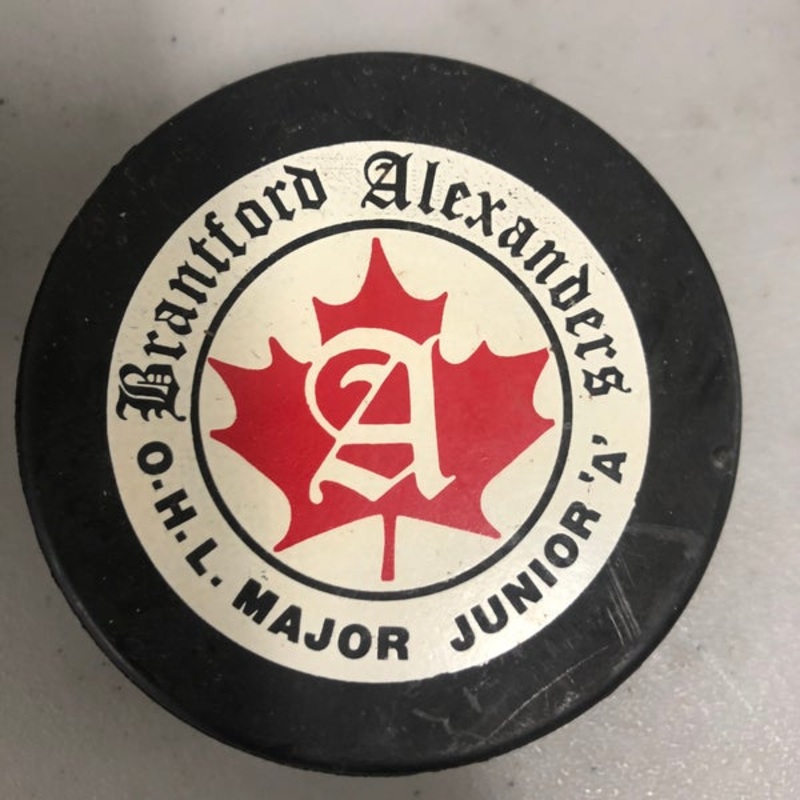 Brantford Alexanders
A
O.H.L. MAJOR JUNIOR 'A'